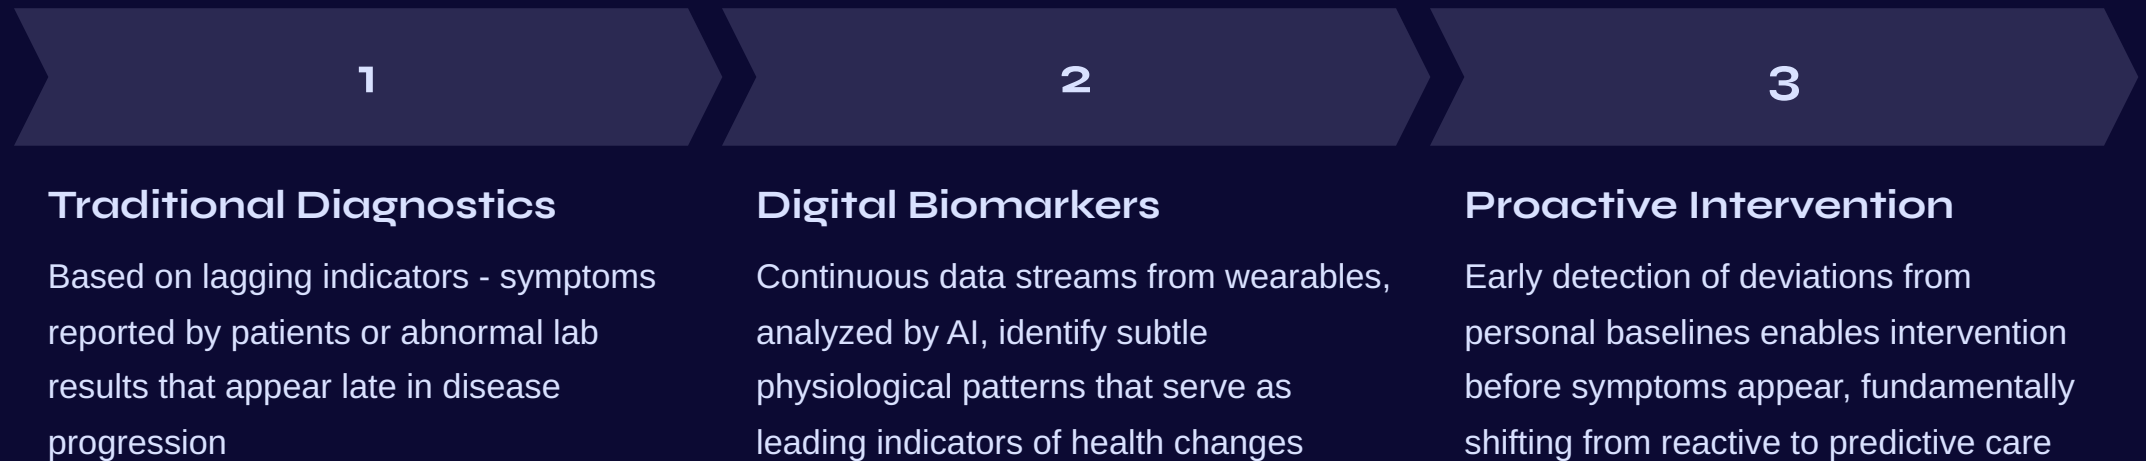 1
Traditional Diagnostics
Based on lagging indicators - symptoms
reported by patients or abnormal lab
results that appear late in disease
progression
2
Digital Biomarkers
Continuous data streams from wearables,
analyzed by AI, identify subtle
physiological patterns that serve as
leading indicators of health changes
3
Proactive Intervention
Early detection of deviations from
personal baselines enables intervention
before symptoms appear, fundamentally
shifting from reactive to predictive care